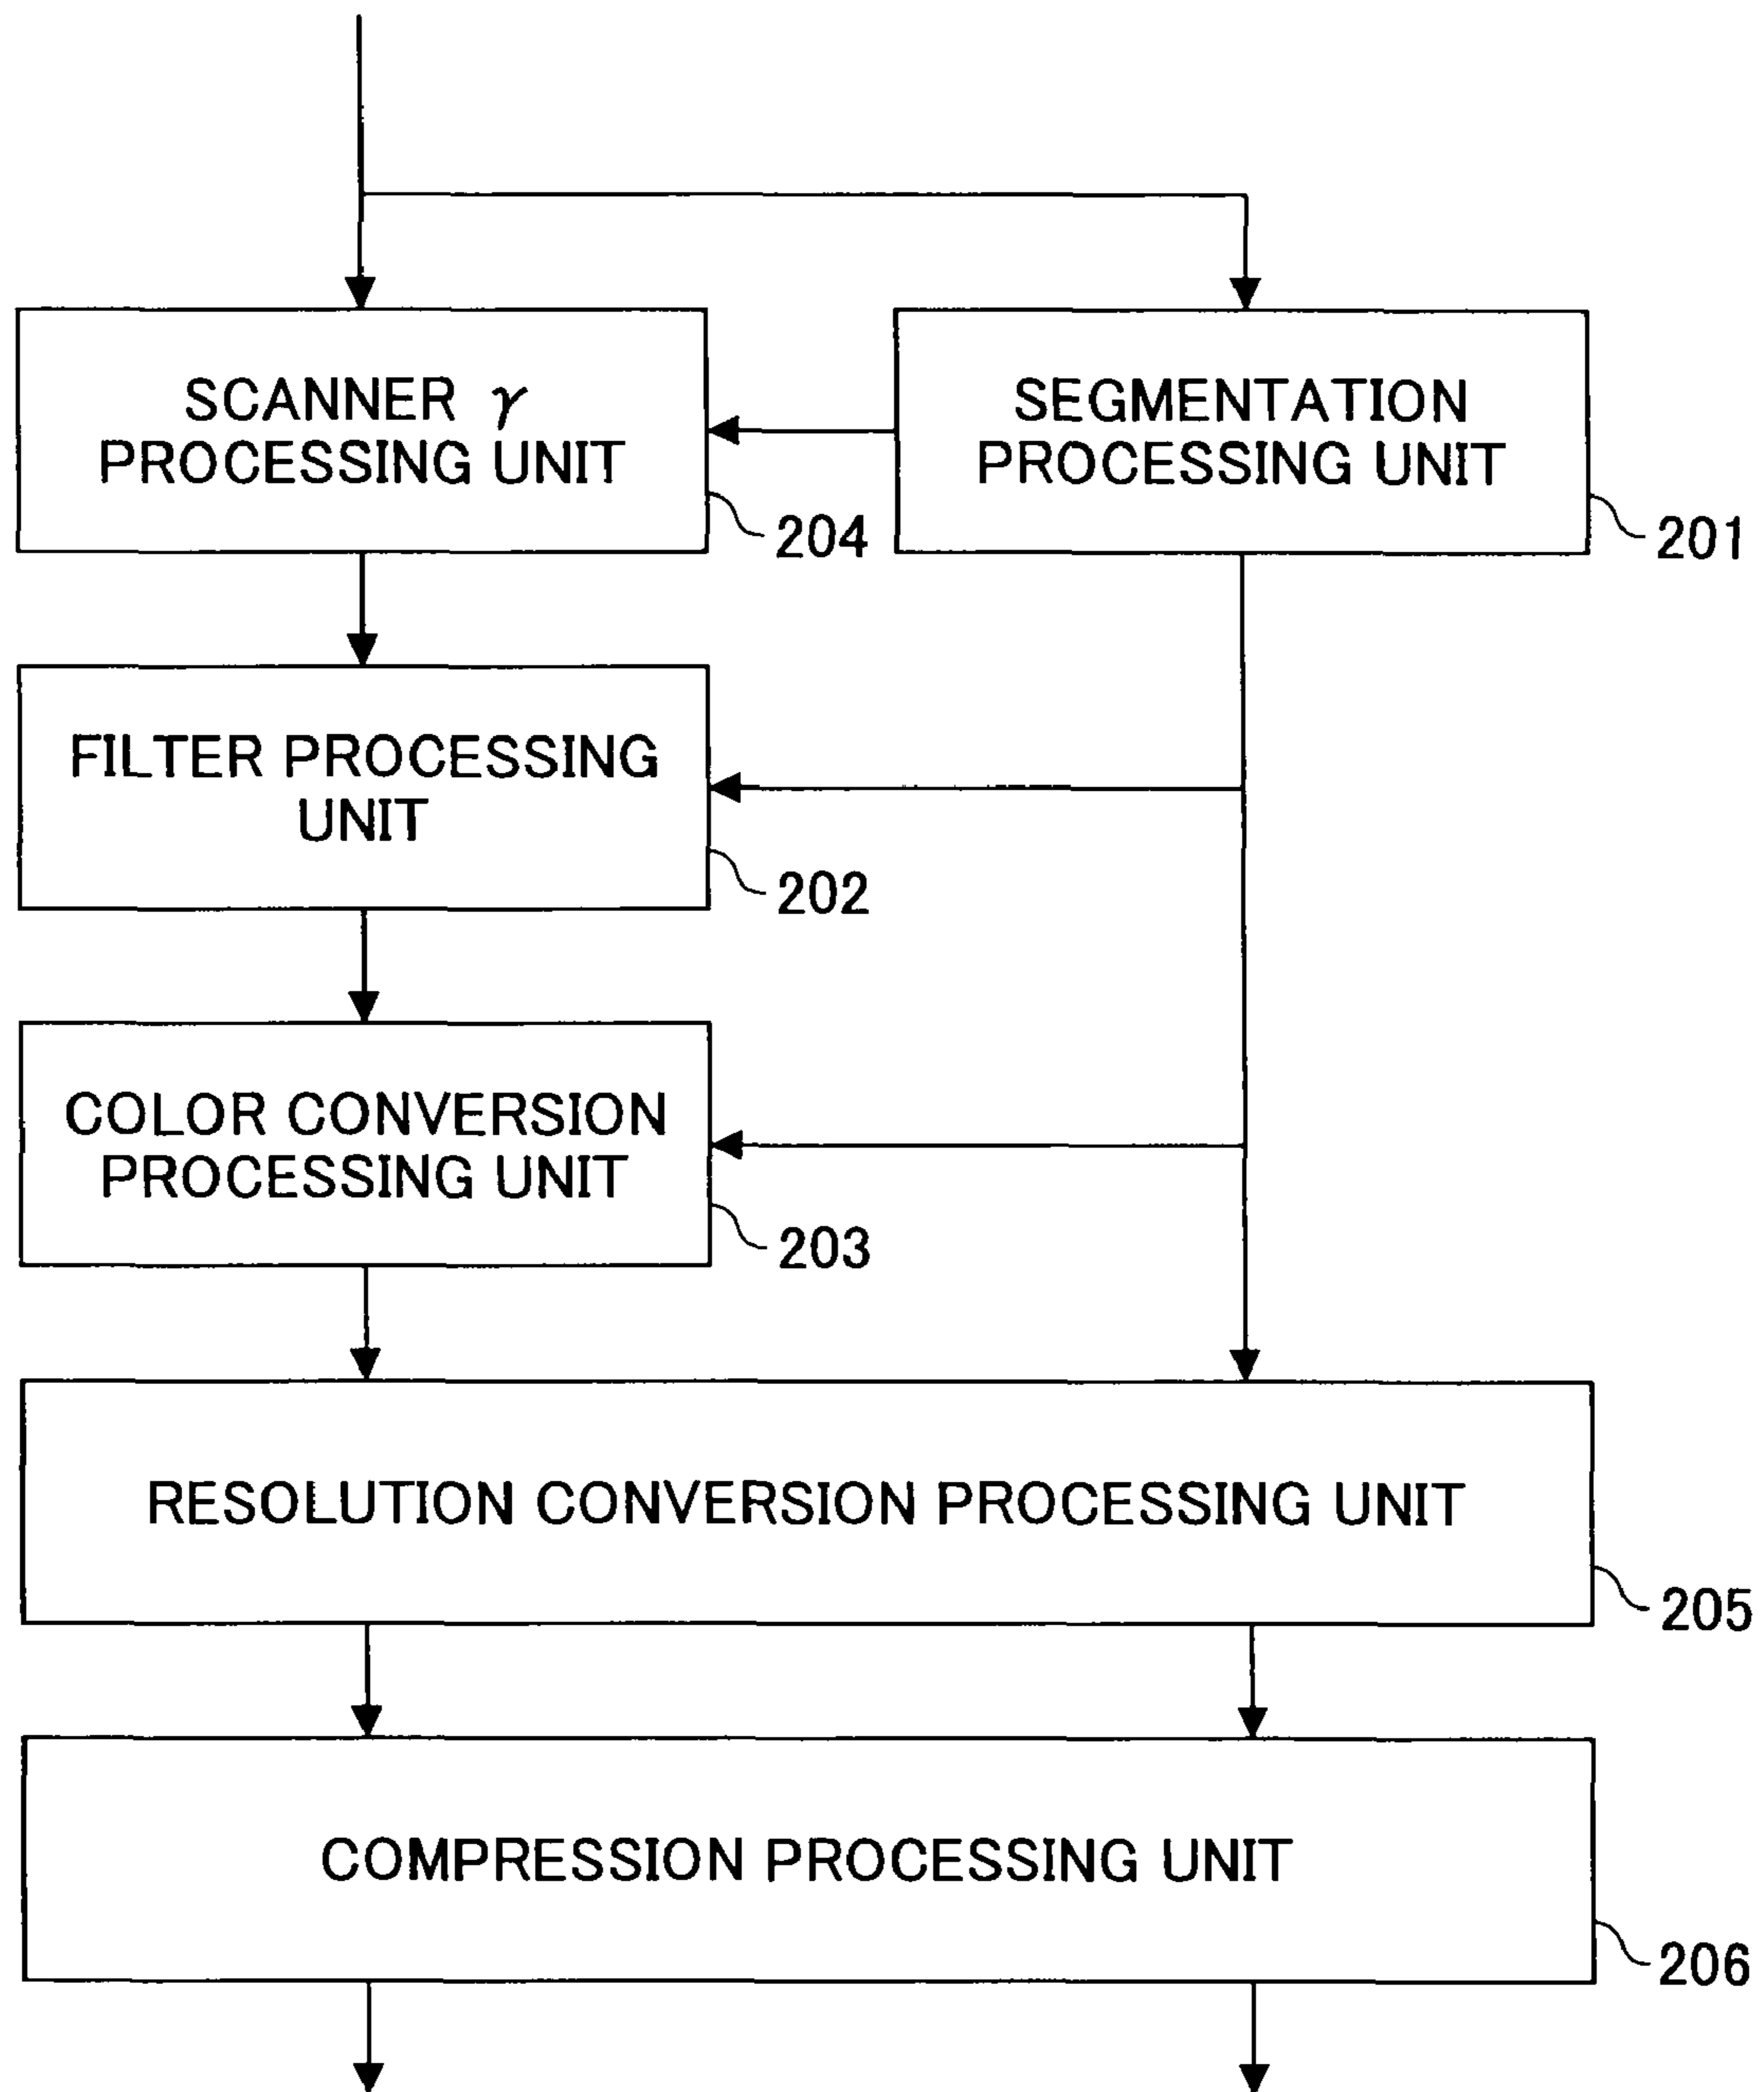 SCANNER γ
PROCESSING UNIT
204
SEGMENTATION
PROCESSING UNIT
201
FILTER PROCESSING
UNIT
202
COLOR CONVERSION
PROCESSING UNIT
203
RESOLUTION CONVERSION PROCESSING UNIT
205
COMPRESSION PROCESSING UNIT
206